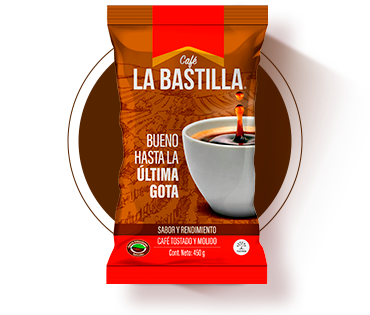 Café
LA BASTILLA
BUENO
HASTA LA
ÚLTIMA
GOTA
SABOR Y RENDIMIENTO
CAFÉ TOSTADO Y MOLIDO
Cont. Neto: 450 g